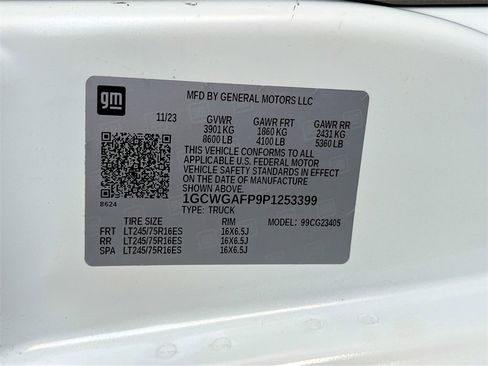 gm
MFD BY GENERAL MOTORS LLC
11/23 GVWR GAWR FRT GAWR RR
3901 KG 1860 KG 2431 KG
8600 LB 4100 LB 5360 LB
THIS VEHICLE CONFORMS TO ALL
APPLICABLE U.S. FEDERAL MOTOR
VEHICLE SAFETY STANDARDS IN EFFECT
ON THE DATE OF MANUFACTURE
SHOWN ABOVE.
8624
1GCWGAFP9P1253399
TYPE: TRUCK 99CG23405
TIRE SIZE RIM
FRT LT245/75R16ES 16X6.5J
RR LT245/75R16ES 16X6.5J
SPA LT245/75R16ES 16X6.5J